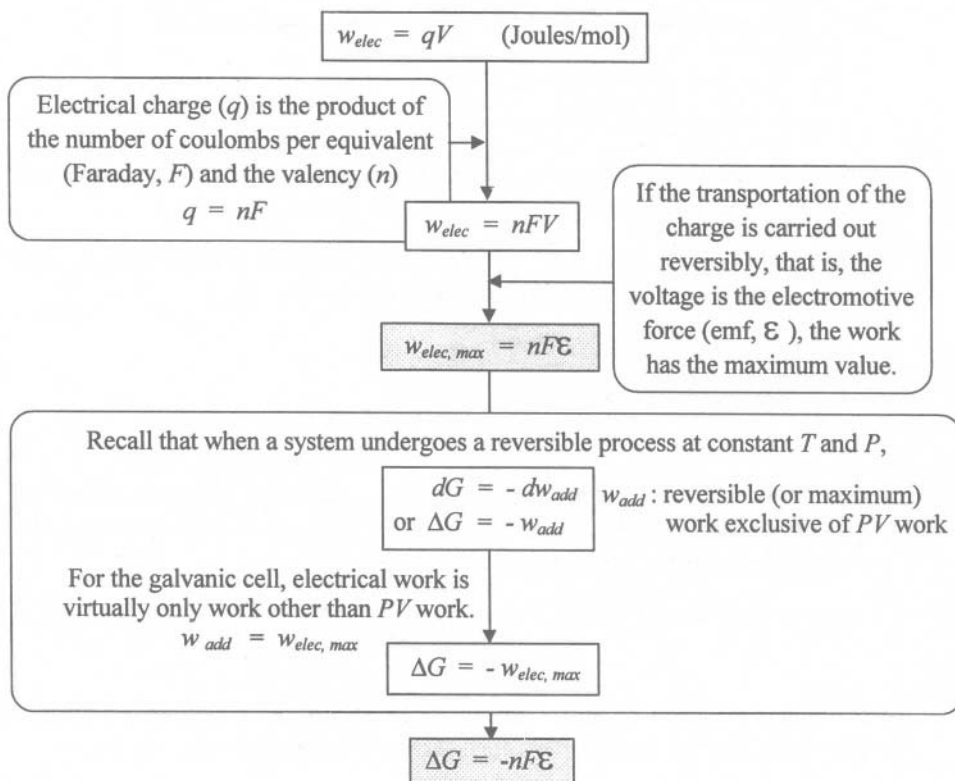 w_elec = qV (Joules/mol)
Electrical charge (q) is the product of
the number of coulombs per equivalent
(Faraday, F) and the valency (n)
q = nF
w_elec = nFV
If the transportation of the
charge is carried out
reversibly, that is, the
voltage is the electromotive
force (emf, Ɛ ), the work
has the maximum value.
w_elec, max = nFƐ
Recall that when a system undergoes a reversible process at constant T and P,
dG = - dw_add
or ΔG = - w_add
w_add : reversible (or maximum)
work exclusive of PV work
For the galvanic cell, electrical work is
virtually only work other than PV work.
w_add = w_elec, max
ΔG = - w_elec, max
ΔG = -nFƐ